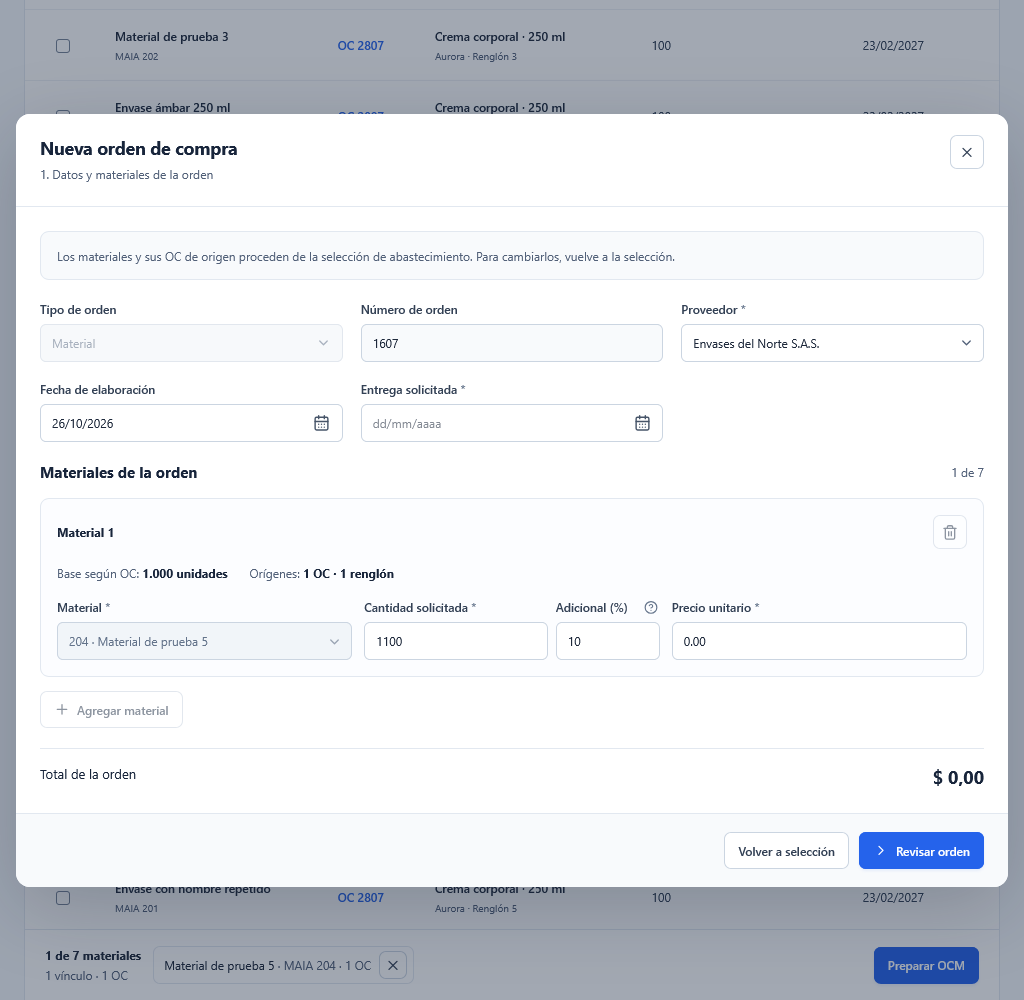 Material de prueba 3
OC 2807
Crema corporal · 250 ml
100
23/02/2027
MAIA 202
Aurora · Renglón 3
Envase ámbar 250 ml
OC 2807
Crema corporal · 250 ml
100
23/02/2027
Nueva orden de compra
1. Datos y materiales de la orden
Los materiales y sus OC de origen proceden de la selección de abastecimiento. Para cambiarlos, vuelve a la selección.
Tipo de orden
Número de orden
Proveedor *
Material
1607
Envases del Norte S.A.S.
Fecha de elaboración
Entrega solicitada *
26/10/2026
dd/mm/aaaa
Materiales de la orden
1 de 7
Material 1
Base según OC: 1.000 unidades
Orígenes: 1 OC · 1 renglón
Material *
Cantidad solicitada *
Adicional (%)
Precio unitario *
204 · Material de prueba 5
1100
10
0.00
Agregar material
Total de la orden
$ 0,00
Volver a selección
Revisar orden
Envase con nombre repetido
OC 2807
Crema corporal · 250 ml
100
23/02/2027
MAIA 201
Aurora · Renglón 5
1 de 7 materiales
1 vínculo · 1 OC
Material de prueba 5 · MAIA 204 · 1 OC
Preparar OCM